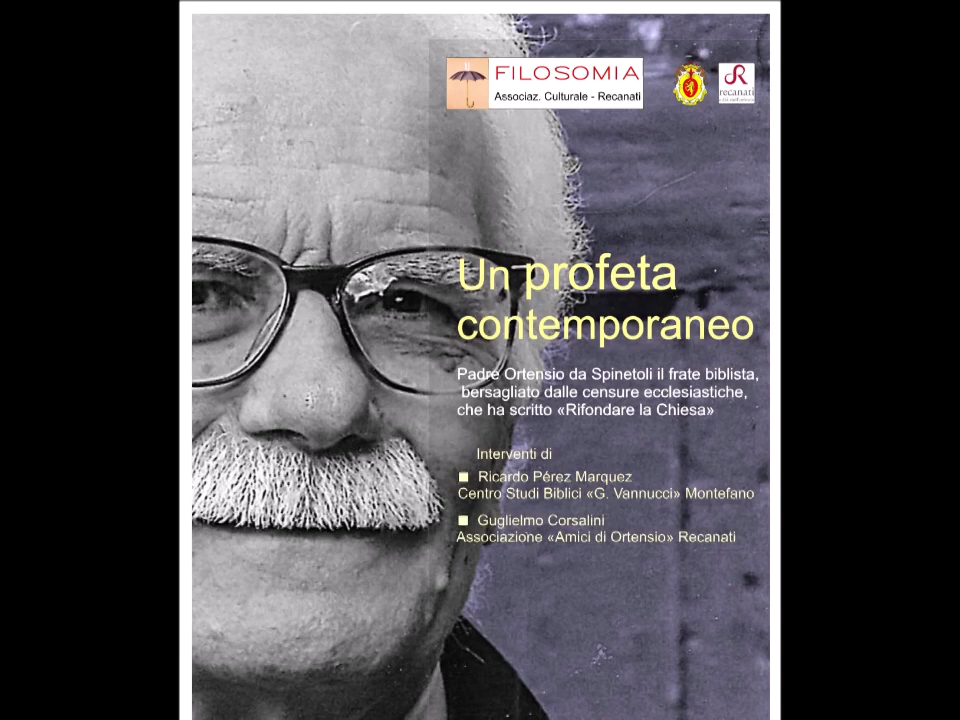 FILOSOMIA
Associaz. Culturale - Recanati
recanati
Un profeta
contemporaneo
Padre Ortensio da Spinetoli il frate biblista,
bersagliato dalle censure ecclesiastiche,
che ha scritto «Rifondare la Chiesa»
Interventi di
Ricardo Pérez Marquez
Centro Studi Biblici «G. Vannucci» Montefano
Guglielmo Corsalini
Associazione «Amici di Ortensio» Recanati